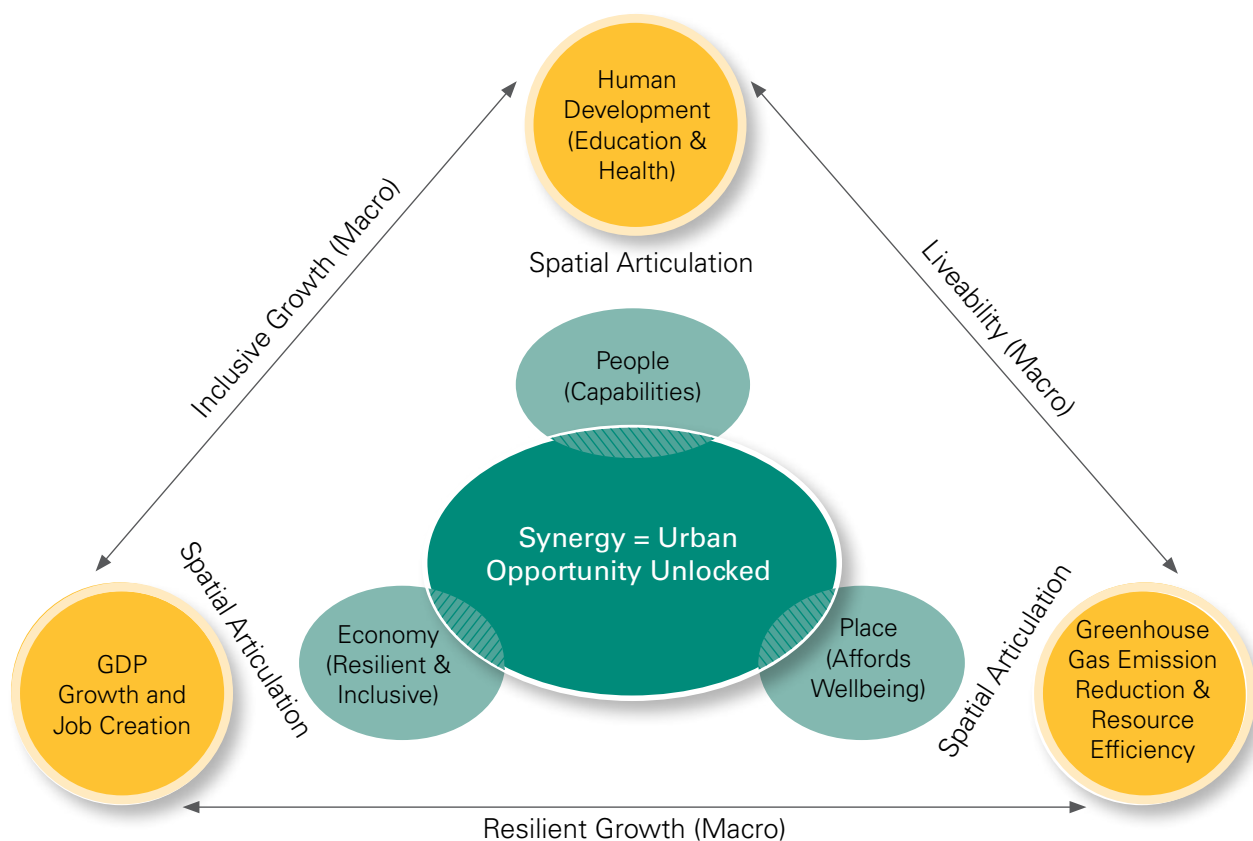 Human
Development
(Education &
Health)
Spatial Articulation
Inclusive Growth (Macro)
Liveability (Macro)
People
(Capabilities)
Synergy = Urban
Opportunity Unlocked
GDP
Growth and
Job Creation
Spatial Articulation
Economy
(Resilient &
Inclusive)
Place
(Affords
Wellbeing)
Spatial Articulation
Greenhouse
Gas Emission
Reduction &
Resource
Efficiency
Resilient Growth (Macro)